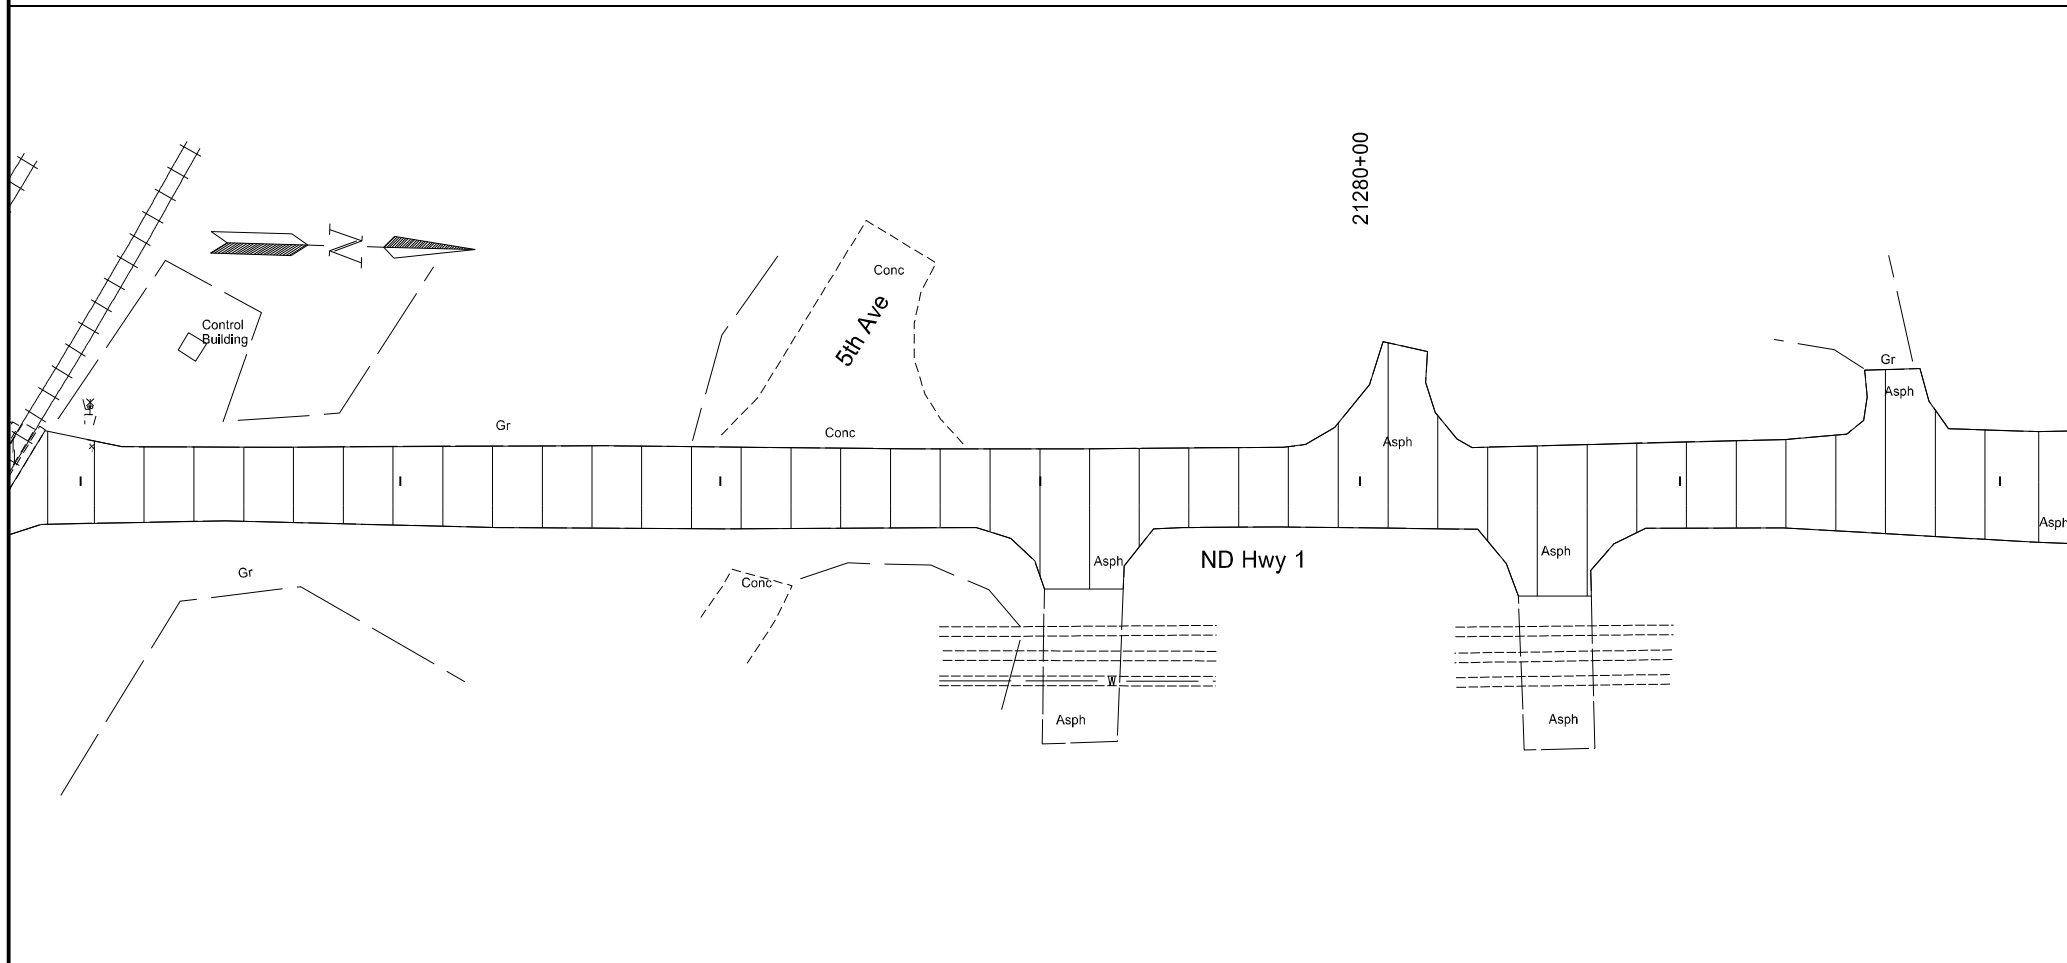 21280+00
N
Conc
5th Ave
Control
Building
Gr
Asph
Gr
Conc
Asph
Asph
Asph
Asph
ND Hwy 1
Gr
Conc
W
Asph
Asph